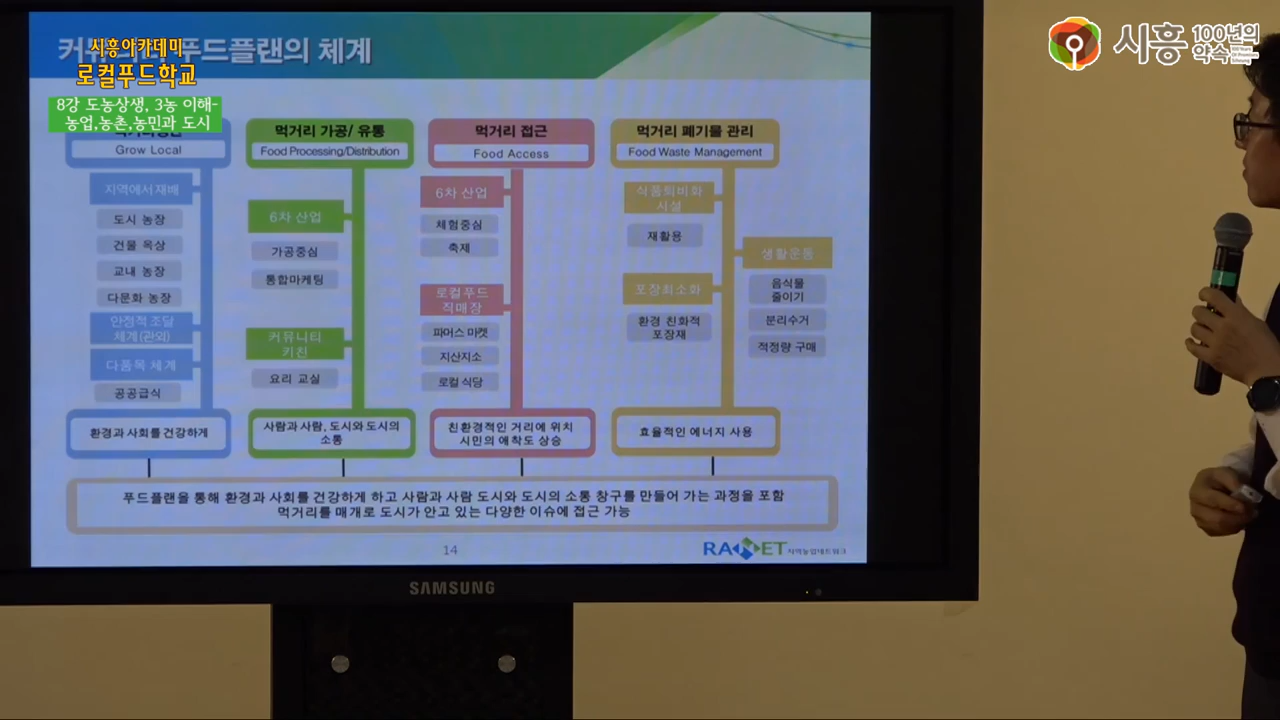 시흥아카데미
로컬푸드학교
8강 도농상생, 3농 이해-
농업,농촌,농민과 도시
푸드플랜의 체계
시흥 100년의
약속
Grow Local
지역에서재배
도시 농장
건물 옥상
교내 농장
다문화 농장
안정적 조달
체계(관외)
다품목 체계
공공급식
환경과 사회를 건강하게
먹거리 가공/ 유통
Food Processing/Distribution
6차 산업
가공중심
통합마케팅
커뮤니티
키친
요리 교실
사람과 사람, 도시와 도시의
소통
먹거리 접근
Food Access
6차 산업
체험중심
축제
로컬푸드
직매장
파머스 마켓
지산지소
로컬 식당
친환경적인 거리에 위치
시민의 애착도 상승
먹거리 폐기물 관리
Food Waste Management
식품퇴비화
시설
재활용
포장최소화
환경 친화적
포장재
생활운동
음식물
줄이기
분리수거
적정량 구매
효율적인 에너지 사용
푸드플랜을 통해 환경과 사회를 건강하게 하고 사람과 사람 도시와 도시의 소통 창구를 만들어 가는 과정을 포함
먹거리를 매개로 도시가 안고 있는 다양한 이슈에 접근 가능
14
RANET 지역농업네트워크
SAMSUNG